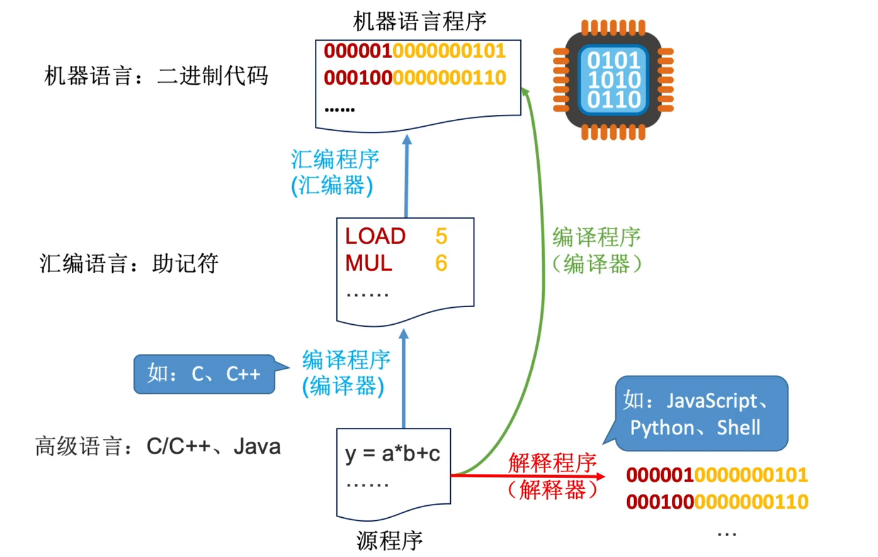 机器语言程序
0000010000000101
0001000000000110
……
0101
1010
0110
机器语言：二进制代码
汇编程序
(汇编器)
LOAD 5
MUL 6
……
汇编语言：助记符
编译程序
（编译器）
如：C、C++
编译程序
(编译器)
如：JavaScript、
Python、Shell
高级语言：C/C++、Java
y = a*b+c
……
解释程序
（解释器）
0000010000000101
0001000000000110
…
源程序